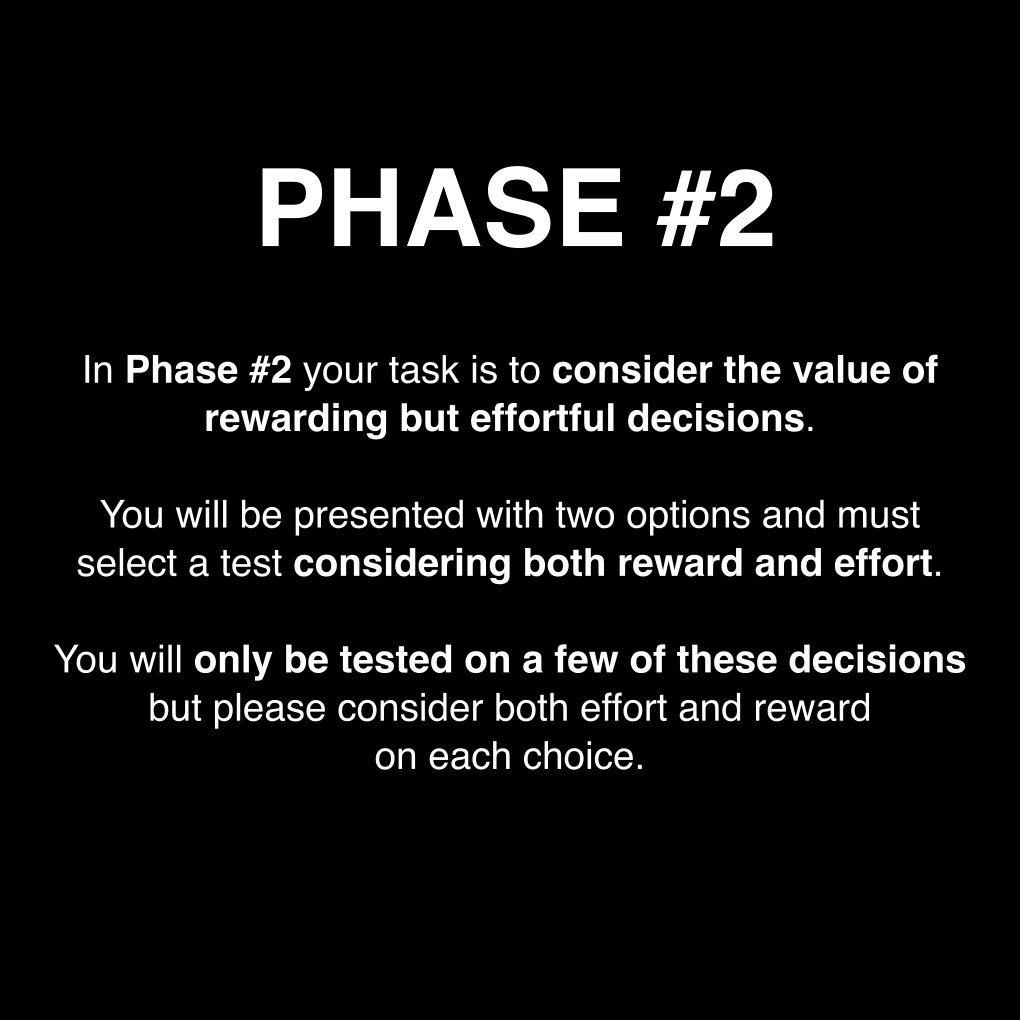 PHASE #2
In Phase #2 your task is to consider the value of
rewarding but effortful decisions.
You will be presented with two options and must
select a test considering both reward and effort.
You will only be tested on a few of these decisions
but please consider both effort and reward
on each choice.